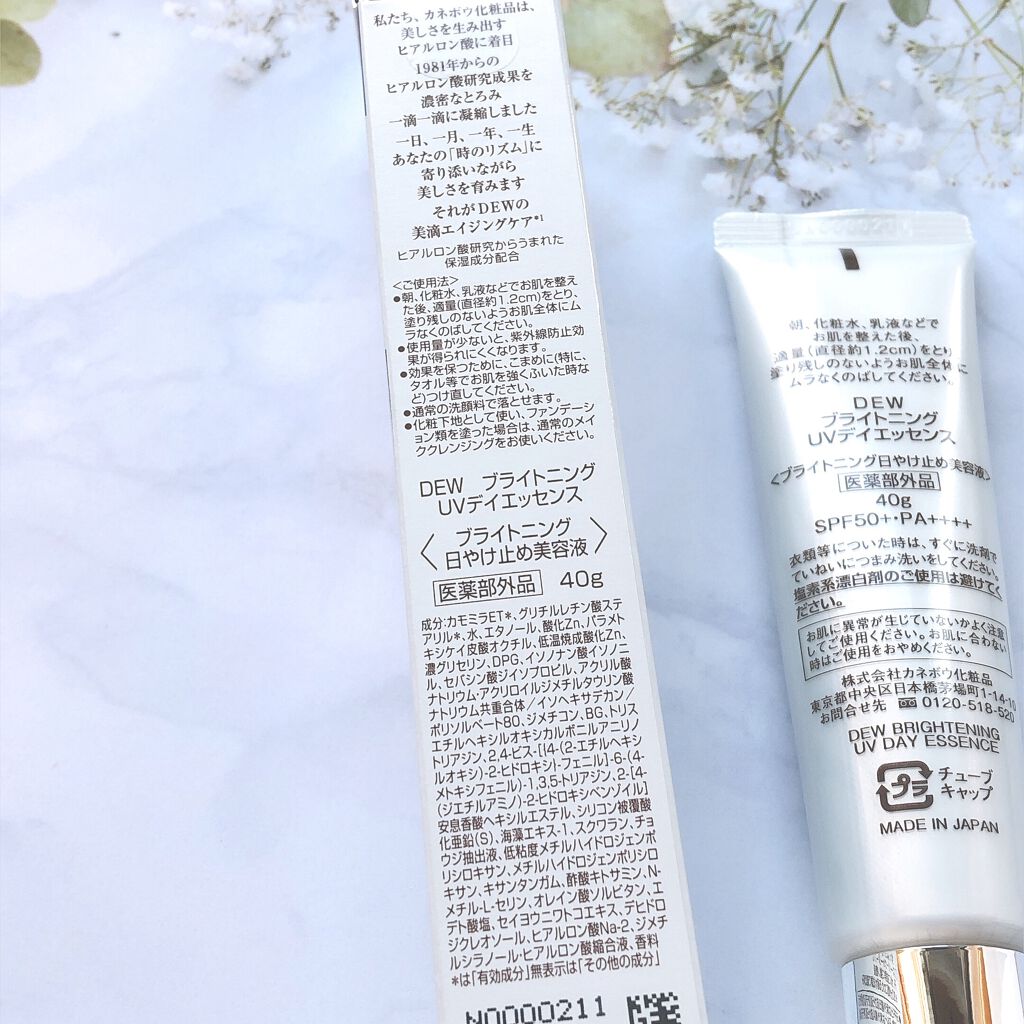 私たち、カネボウ化粧品は、
美しさを生み出す
ヒアルロン酸に着目
1981年からの
ヒアルロン酸研究成果を
濃密なとろみ
一滴一滴に凝縮しました
一日、一月、一年、一生
あなたの「時のリズム」に
寄り添いながら
美しさを育みます
それがDEWの
美滴エイジングケア*1
ヒアルロン酸研究からうまれた
保湿成分配合
<ご使用法>
●朝、化粧水、乳液などでお肌を整え
た後、適量(直径約1.2cm)をとり、
塗り残しのないようお肌全体にム
ラなくのばしてください。
●使用量が少ないと、紫外線防止効
果が得られにくくなります。
●効果を保つために、こまめに(特に、
タオル等でお肌を強くふいた時な
ど)つけ直してください。
●通常の洗顔料で落とせます。
●化粧下地として使い、ファンデーシ
ョン類を塗った場合は、通常のメイ
ククレンジングをお使いください。
DEW ブライトニング
UVデイエッセンス
〈ブライトニング
日やけ止め美容液〉
医薬部外品 40g
成分:カモミラET*、グリチルレチン酸ステ
アリル*、水、エタノール、酸化Zn、パラメト
キシケイ皮酸オクチル、低温焼成酸化Zn、
濃グリセリン、DPG、イソノナン酸イソノニ
ル、セバシン酸ジイソプロピル、アクリル酸
ナトリウム・アクリロイルジメチルタウリン酸
ナトリウム共重合体/イソヘキサデカン/
ポリソルベート80、ジメチコン、BG、トリス
エチルヘキシルオキシカルボニルアニリノ
トリアジン、2,4-ビス-[{4-(2-エチルヘキシ
ルオキシ)-2-ヒドロキシ}-フェニル]-6-(4-
メトキシフェニル)-1,3,5-トリアジン、2-[4-
(ジエチルアミノ)-2-ヒドロキシベンゾイル]
安息香酸ヘキシルエステル、シリコン被覆酸
化亜鉛(S)、海藻エキス-1、スクワラン、チョ
ウジ抽出液、低粘度メチルハイドロジェンポ
リシロキサン、メチルハイドロジェンポリシロ
キサン、キサンタンガム、酢酸キトサミン、N-
メチル-L-セリン、オレイン酸ソルビタン、エ
デト酸塩、セイヨウニワトコエキス、デヒドロ
ジクレオソール、ヒアルロン酸Na-2、ジメチ
ルシラノール・ヒアルロン酸縮合液、香料
*は「有効成分」無表示は「その他の成分」
N0000211
朝、化粧水、乳液などで
お肌を整えた後、
適量(直径約1.2cm)をとり
塗り残しのないようお肌全体に
ムラなくのばしてください。
DEW
ブライトニング
UVデイエッセンス
<ブライトニング日やけ止め美容液>
医薬部外品
40g
SPF50+・PA++++
衣類等についた時は、すぐに洗剤で
ていねいにつまみ洗いをしてください。
塩素系漂白剤のご使用は避けてく
ださい。
お肌に異常が生じていないかよく注意
してご使用ください。お肌に合わない
時はご使用をおやめください。
株式会社カネボウ化粧品
東京都中央区日本橋茅場町1-14-10
お問合せ先 0120-518-520
DEW BRIGHTENING
UV DAY ESSENCE
プラ チューブ
キャップ
MADE IN JAPAN